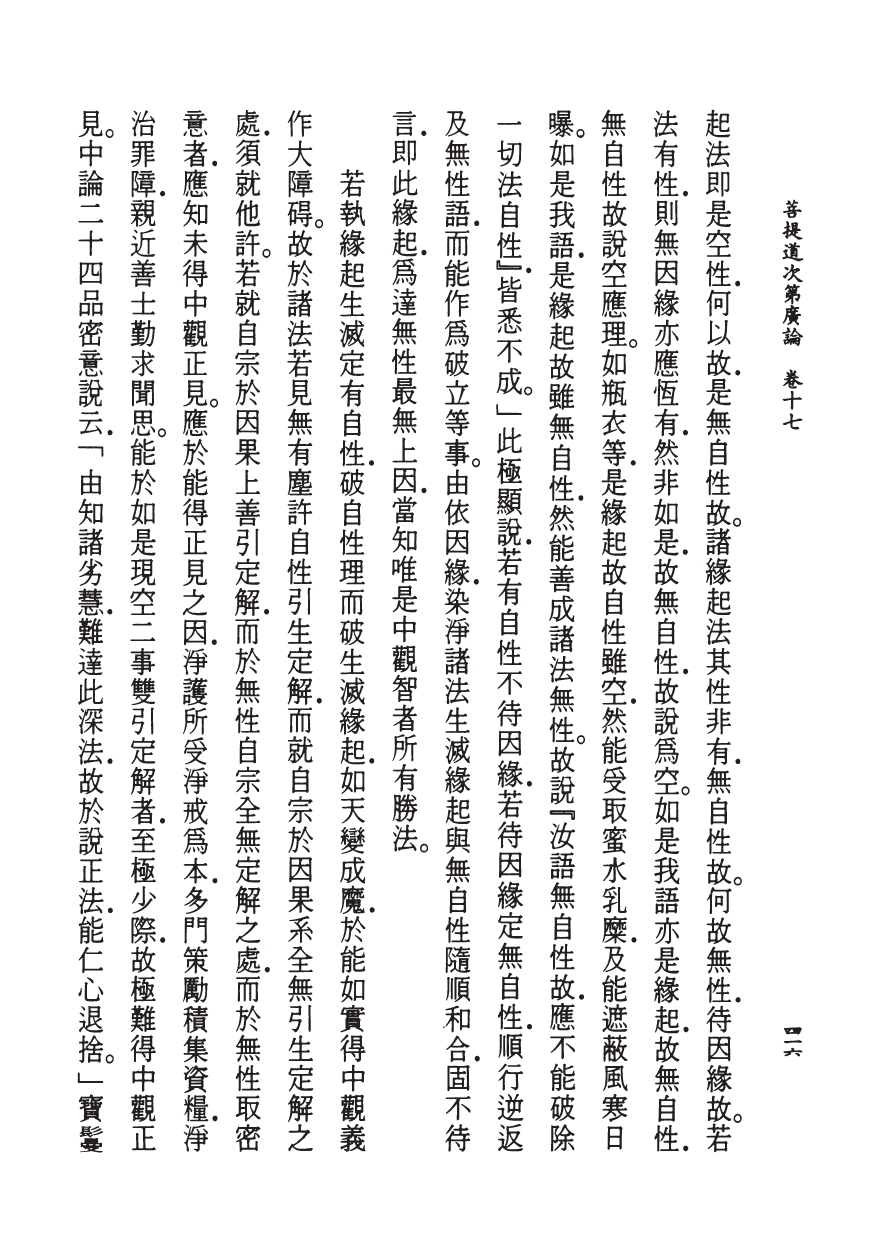 菩提道次第廣論　卷十七
四一六
起法即是空性．何以故．是無自性故。諸緣起法其性非有．無自性故。何故無性．待因緣故。若
法有性．則無因緣亦應恆有．然非如是．故無自性．故說爲空。如是我語亦是緣起．故無自性．
無自性故說空應理。如瓶衣等．是緣起故自性雖空．然能受取蜜水乳糜．及能遮蔽風寒日
曝。如是我語．是緣起故雖無自性．然能善成諸法無性。故說『汝語無自性故．應不能破除
一切法自性』．皆悉不成。」此極顯說．若有自性不待因緣．若待因緣定無自性．順行逆返
及無性語．而能作爲破立等事。由依因緣．染淨諸法生滅緣起與無自性隨順和合．固不待
言．即此緣起．爲達無性最無上因．當知唯是中觀智者所有勝法。
若執緣起生滅定有自性．破自性理而破生滅緣起．如天變成魔．於能如實得中觀義
作大障碍。故於諸法若見無有塵許自性．引生定解．而就自宗於因果系全無引生定解之
處．須就他許。若就自宗於因果上善引定解．而於無性自宗全無定解之處．而於無性取密
意者．應知未得中觀正見。應於能得正見之因．淨護所受淨戒爲本．多門策勵積集資糧．淨
治罪障．親近善士勤求聞思。能於如是現空二事雙引定解者．至極少際．故極難得中觀正
見。中論二十四品密意說云．「由知諸劣慧．難達此深法．故於說正法．能仁心退捨。」寶鬘